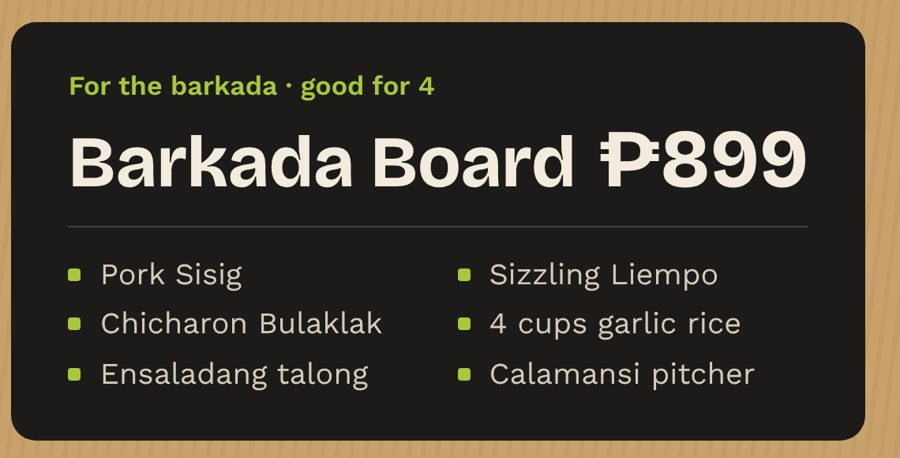 For the barkada · good for 4
Barkada Board ₱899
Pork Sisig
Sizzling Liempo
Chicharon Bulaklak
4 cups garlic rice
Ensaladang talong
Calamansi pitcher